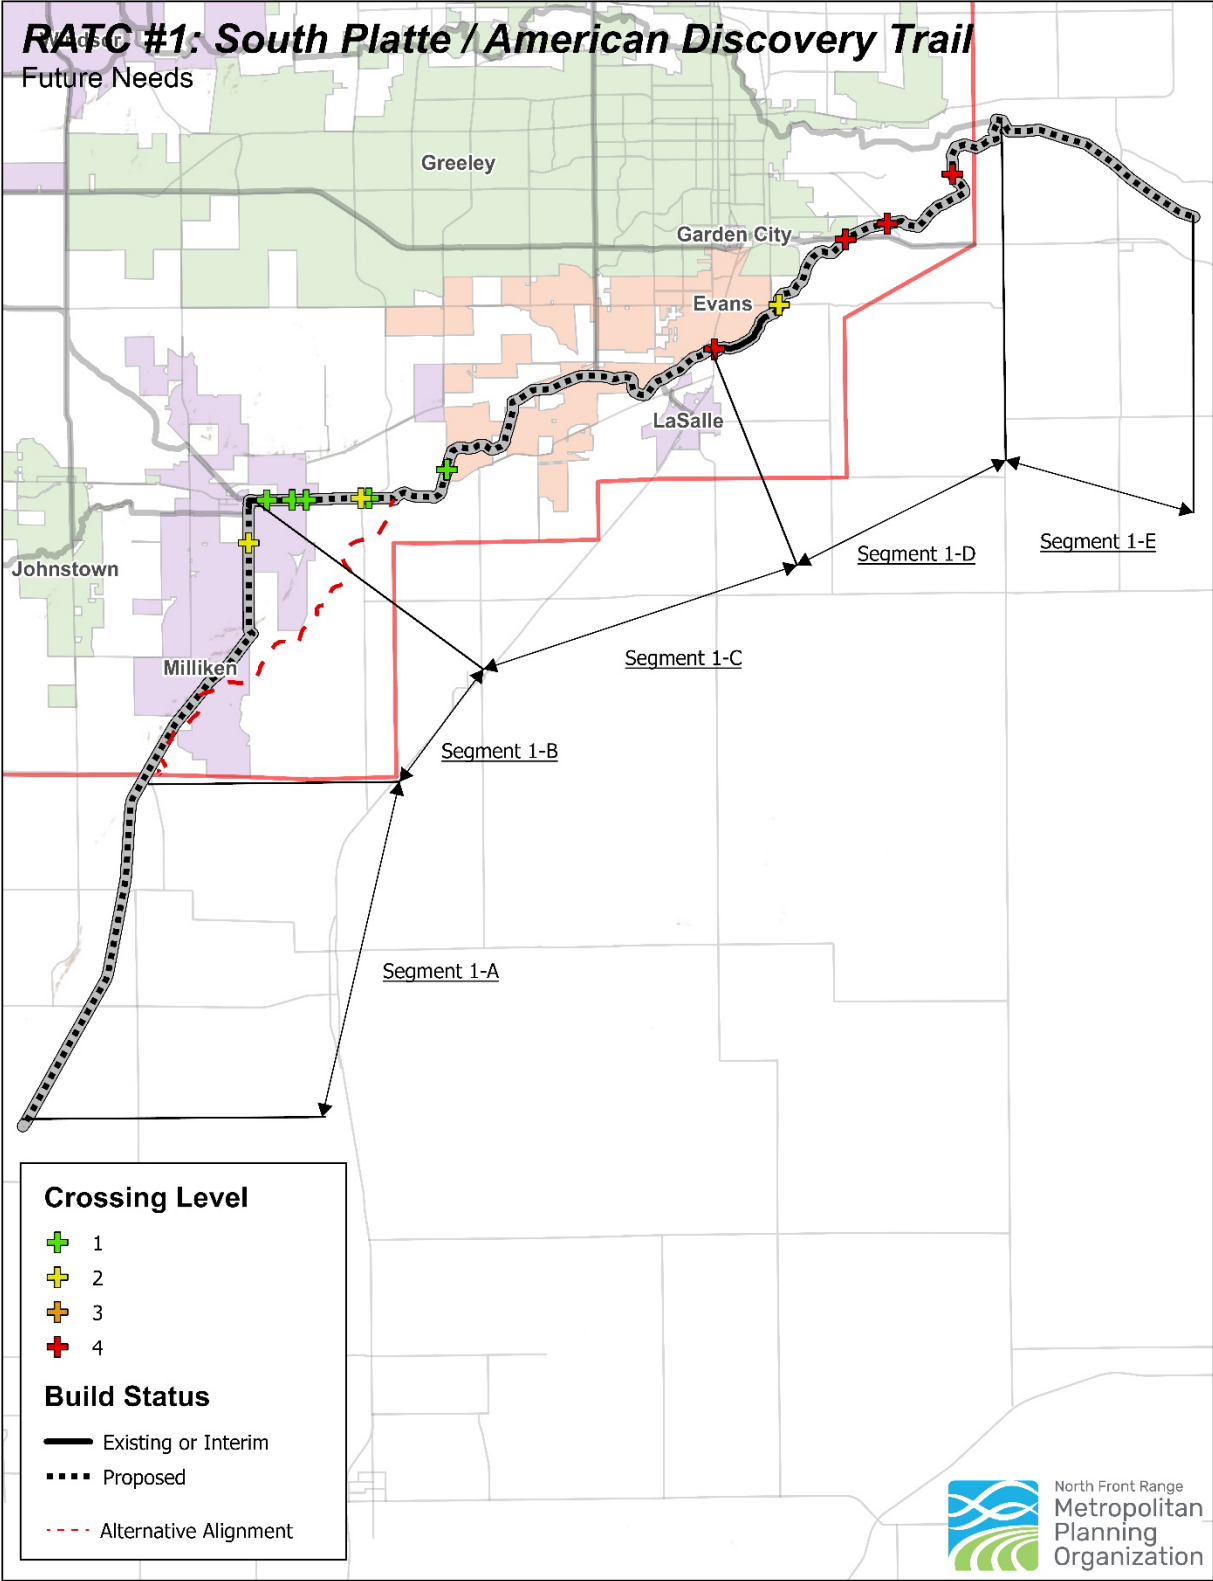 RATC #1: South Platte / American Discovery Trail
Windsor
Future Needs
Greeley
Garden City
Evans
LaSalle
Johnstown
Milliken
Segment 1-E
Segment 1-D
Segment 1-C
Segment 1-B
Segment 1-A
Crossing Level
1
2
3
4
Build Status
Existing or Interim
Proposed
Alternative Alignment
North Front Range
Metropolitan
Planning
Organization